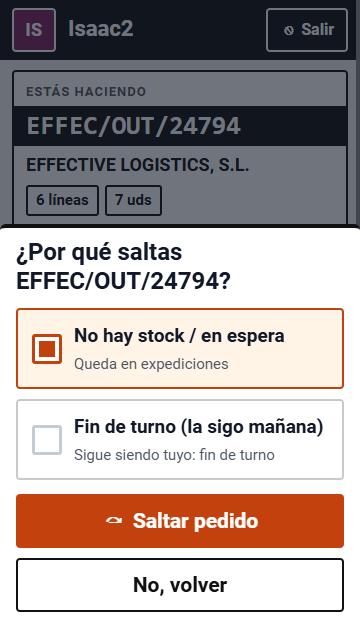 IS Isaac2 Salir
ESTÁS HACIENDO
EFFEC/OUT/24794
EFFECTIVE LOGISTICS, S.L.
6 líneas 7 uds
¿Por qué saltas
EFFEC/OUT/24794?
No hay stock / en espera
Queda en expediciones
Fin de turno (la sigo mañana)
Sigue siendo tuyo: fin de turno
Saltar pedido
No, volver